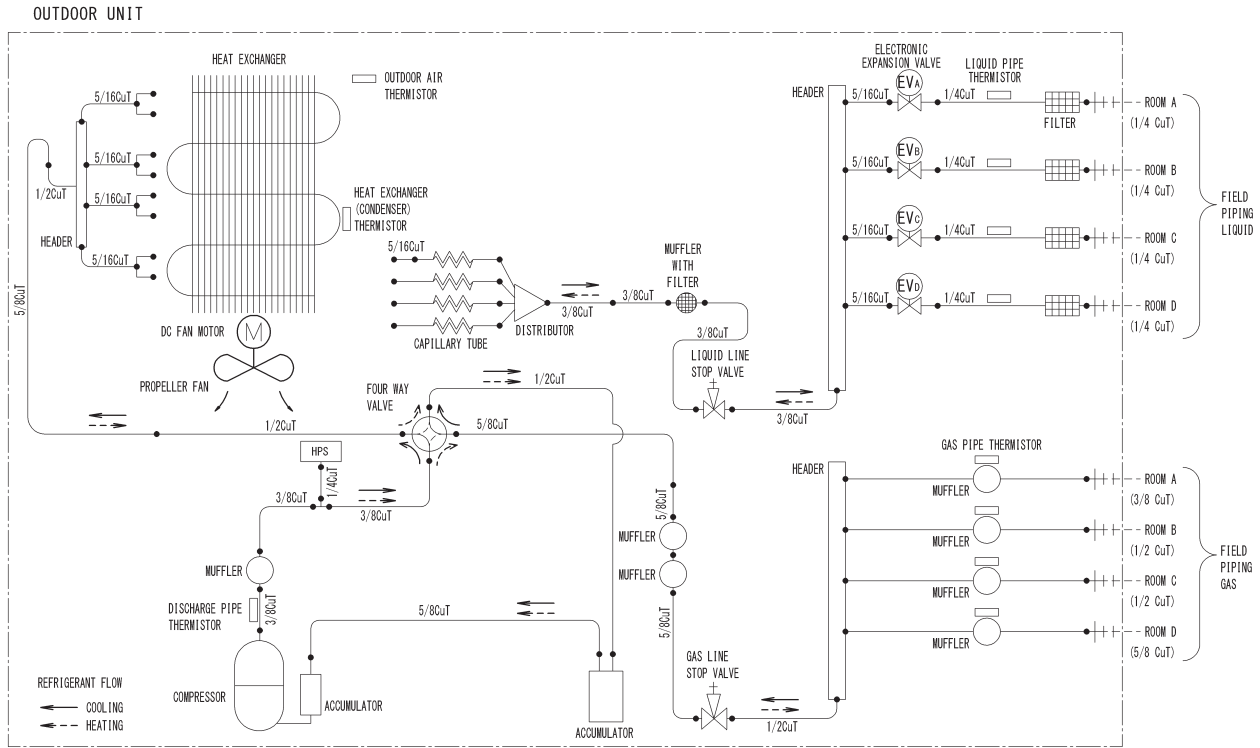 OUTDOOR UNIT
HEAT EXCHANGER
OUTDOOR AIR
THERMISTOR
5/16CuT
5/16CuT
5/16CuT
5/16CuT
1/2CuT
HEADER
5/8CuT
HEAT EXCHANGER
(CONDENSER)
THERMISTOR
DC FAN MOTOR
M
PROPELLER FAN
5/16CuT
CAPILLARY TUBE
DISTRIBUTOR
3/8CuT
3/8CuT
MUFFLER
WITH
FILTER
3/8CuT
LIQUID LINE
STOP VALVE
3/8CuT
HEADER
ELECTRONIC
EXPANSION VALVE
LIQUID PIPE
THERMISTOR
5/16CuT
EVA
1/4CuT
FILTER
ROOM A
(1/4 CuT)
5/16CuT
EVB
1/4CuT
ROOM B
(1/4 CuT)
5/16CuT
EVC
1/4CuT
ROOM C
(1/4 CuT)
5/16CuT
EVD
1/4CuT
ROOM D
(1/4 CuT)
FIELD
PIPING
LIQUID
FOUR WAY
VALVE
1/2CuT
1/2CuT
5/8CuT
HPS
1/4CuT
3/8CuT
3/8CuT
MUFFLER
DISCHARGE PIPE
THERMISTOR
3/8CuT
COMPRESSOR
ACCUMULATOR
5/8CuT
ACCUMULATOR
5/8CuT
MUFFLER
MUFFLER
5/8CuT
GAS LINE
STOP VALVE
1/2CuT
HEADER
GAS PIPE THERMISTOR
MUFFLER
ROOM A
(3/8 CuT)
MUFFLER
ROOM B
(1/2 CuT)
MUFFLER
ROOM C
(1/2 CuT)
MUFFLER
ROOM D
(5/8 CuT)
FIELD
PIPING
GAS
REFRIGERANT FLOW
COOLING
HEATING